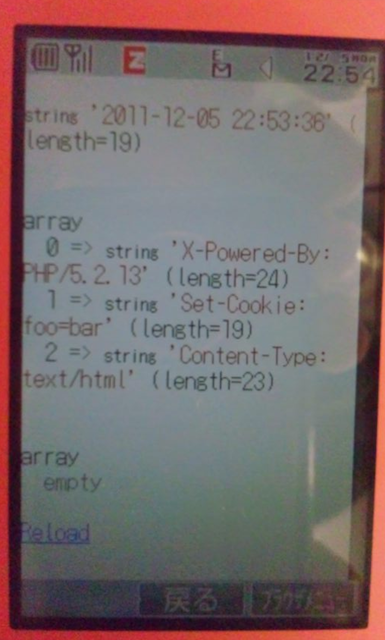 Z
E
12/ 5 MON
22:54
string '2011-12-05 22:53:36' (
length=19)
array
0 => string 'X-Powered-By:
PHP/5.2.13' (length=24)
1 => string 'Set-Cookie:
foo=bar' (length=19)
2 => string 'Content-Type:
text/html' (length=23)
array
empty
Reload
戻る
ブラウザメニュー